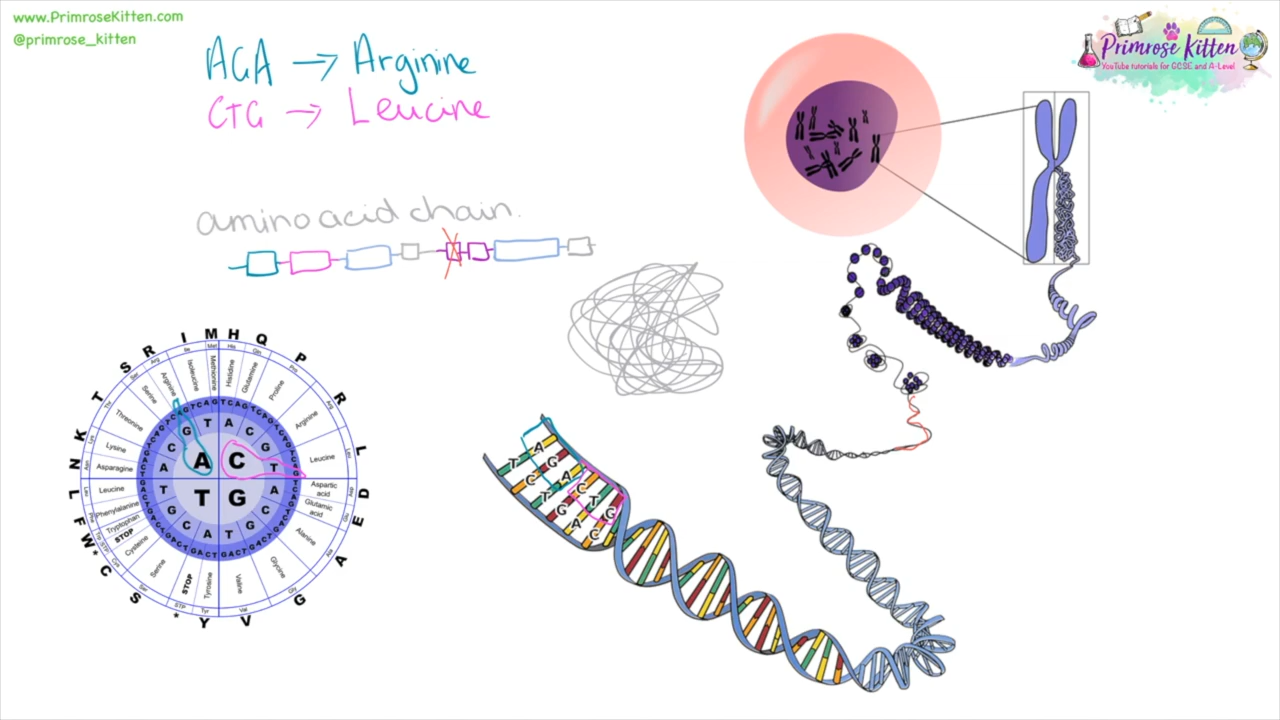 www.PrimroseKitten.com
@primrose_kitten
Primrose Kitten
YouTube tutorials for GCSE and A-Level
AGA → Arginine
CTG → Leucine
amino acid chain.
I M H Q
R P
S R
T L
K D
N E
L A
F G
W V
* Y
C *
S
Isoleucine
Methionine
Histidine
Glutamine
Proline
Arginine
Leucine
Aspartic
acid
Glutamic
acid
Alanine
Glycine
Valine
Tyrosine
STOP
Serine
Cysteine
STOP
Tryptophan
Phenylalanine
Leucine
Asparagine
Lysine
Threonine
Serine
Arginine
A C
T G
T A
C G
A T
G C
A C
T G
G A
C T
A G
T C
A
G
A
C
T
G
T
C
T
G
A
C